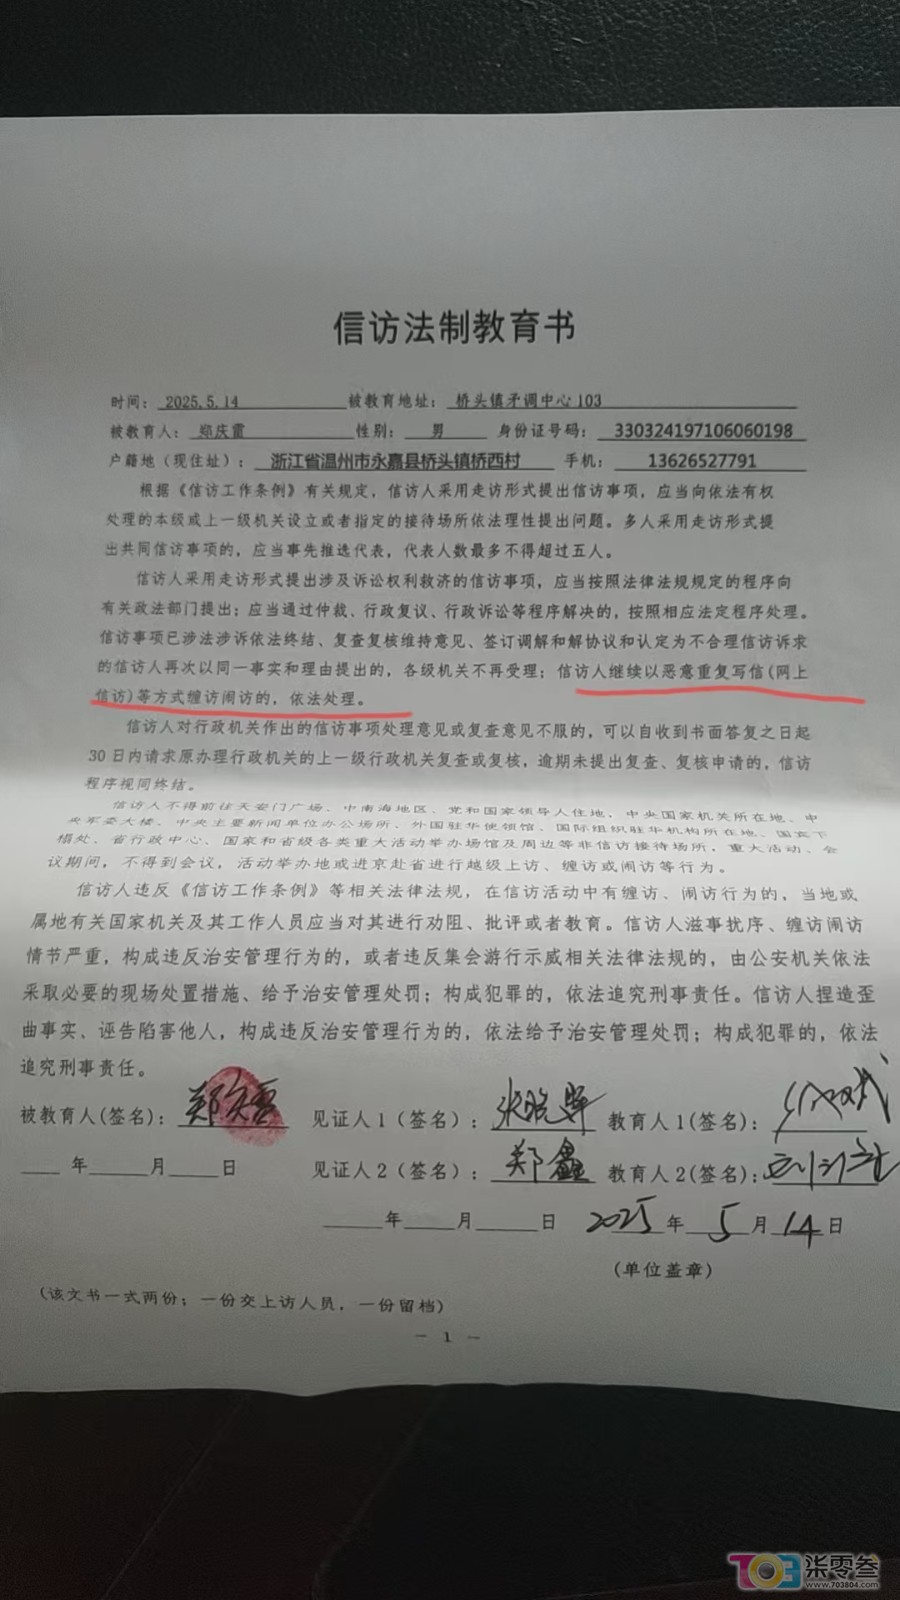 信访法制教育书
时间： 2025.5.14 被教育地址： 桥头镇矛调中心103
被教育人： 郑庆雷 性别： 男 身份证号码： 330324197106060198
户籍地（现住址）： 浙江省温州市永嘉县桥头镇桥西村 手机： 13626527791
根据《信访工作条例》有关规定，信访人采用走访形式提出信访事项，应当向依法有权
处理的本级或上一级机关设立或者指定的接待场所依法理性提出问题。多人采用走访形式提
出共同信访事项的，应当事先推选代表，代表人数最多不得超过五人。
信访人采用走访形式提出涉及诉讼权利救济的信访事项，应当按照法律法规规定的程序向
有关政法部门提出；应当通过仲裁、行政复议、行政诉讼等程序解决的，按照相应法定程序处理。
信访事项已涉法涉诉依法终结、复查复核维持意见、签订调解和解协议和认定为不合理信访诉求
的信访人再次以同一事实和理由提出的，各级机关不再受理；信访人继续以恶意重复写信(网上
信访)等方式缠访闹访的，依法处理。
信访人对行政机关作出的信访事项处理意见或复查意见不服的，可以自收到书面答复之日起
30日内请求原办理行政机关的上一级行政机关复查或复核，逾期未提出复查、复核申请的，信访
程序视同终结。
信访人不得前往天安门广场、中南海地区、党和国家领导人住地，中央国家机关所在地、中
央军委大楼、中央主要新闻单位办公场所、外国驻华使领馆、国际组织驻华机构所在地、国宾下
榻处、省行政中心、国家和省级各类重大活动举办场馆及周边等非信访接待场所，重大活动、会
议期间，不得到会议，活动举办地或进京赴省进行越级上访、缠访或闹访等行为。
信访人违反《信访工作条例》等相关法律法规，在信访活动中有缠访、闹访行为的，当地或
属地有关国家机关及其工作人员应当对其进行劝阻、批评或者教育。信访人滋事扰序、缠访闹访
情节严重，构成违反治安管理行为的，或者违反集会游行示威相关法律法规的，由公安机关依法
采取必要的现场处置措施、给予治安管理处罚；构成犯罪的，依法追究刑事责任。信访人捏造歪
曲事实、诬告陷害他人，构成违反治安管理行为的，依法给予治安管理处罚；构成犯罪的，依法
追究刑事责任。
被教育人(签名)： 郑庆雷 见证人1（签名）： 教育人1(签名)：
年 月 日 见证人2（签名）： 郑鑫 教育人2(签名)：
年 月 日 2025 年 5 月 14 日
(单位盖章)
(该文书一式两份；一份交上访人员，一份留档)
- 1 -
703 柒零叁
www.703804.com